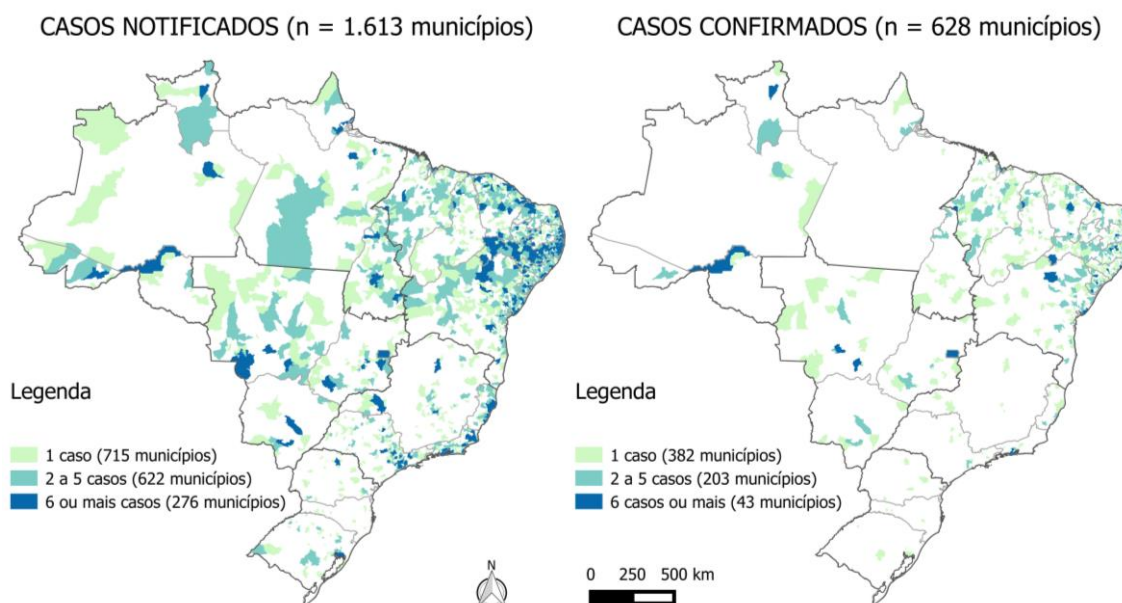 CASOS NOTIFICADOS (n = 1.613 municípios)
CASOS CONFIRMADOS (n = 628 municípios)
Legenda
1 caso (715 municípios)
2 a 5 casos (622 municípios)
6 ou mais casos (276 municípios)
N
Legenda
1 caso (382 municípios)
2 a 5 casos (203 municípios)
6 casos ou mais (43 municípios)
0 250 500 km